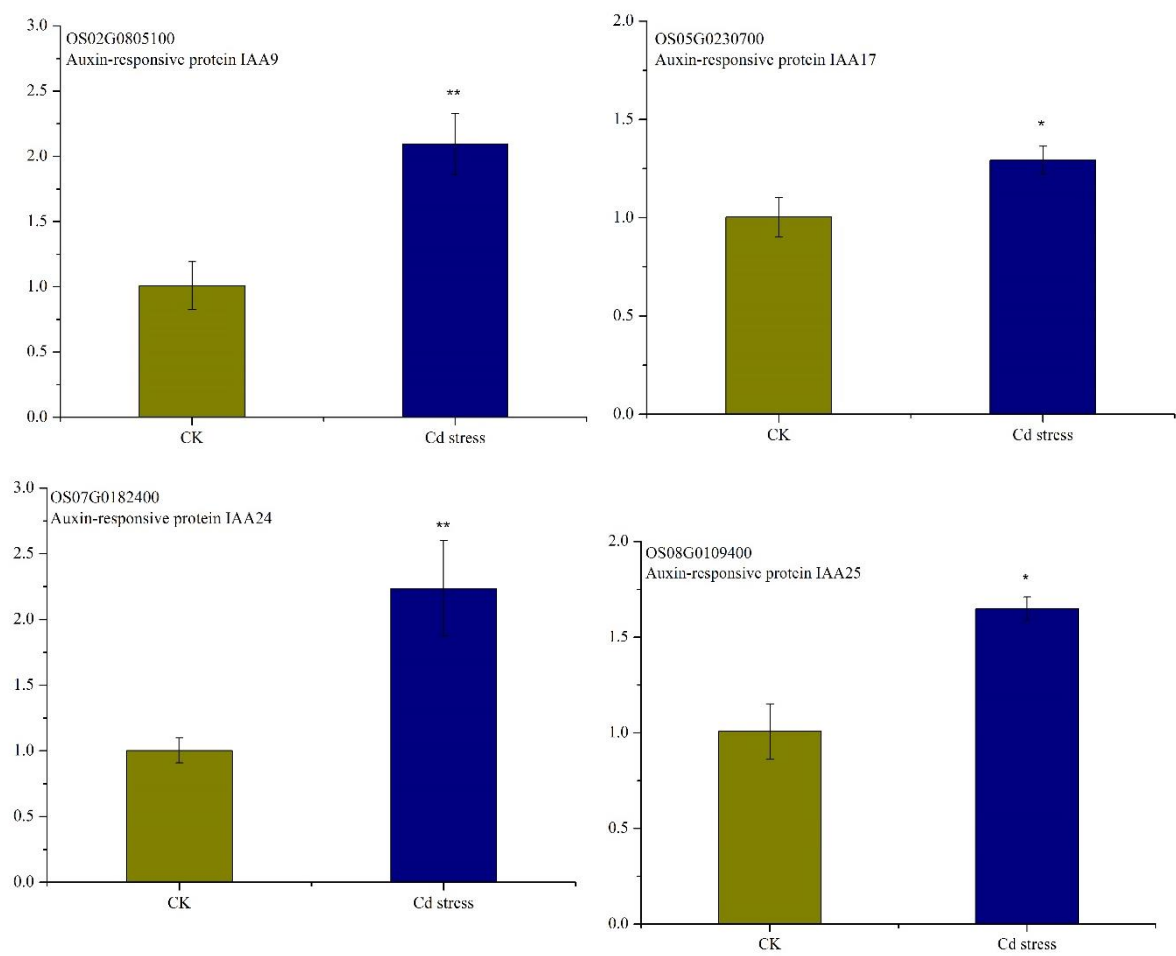 3.0
OS02G0805100
Auxin-responsive protein IAA9
2.5
**
2.0
1.5
1.0
0.5
0.0
CK
Cd stress
2.0
OS05G0230700
Auxin-responsive protein IAA17
1.5
*
1.0
0.5
0.0
CK
Cd stress
3.0
OS07G0182400
Auxin-responsive protein IAA24
**
2.5
2.0
1.5
1.0
0.5
0.0
CK
Cd stress
2.0
OS08G0109400
Auxin-responsive protein IAA25
*
1.5
1.0
0.5
0.0
CK
Cd stress